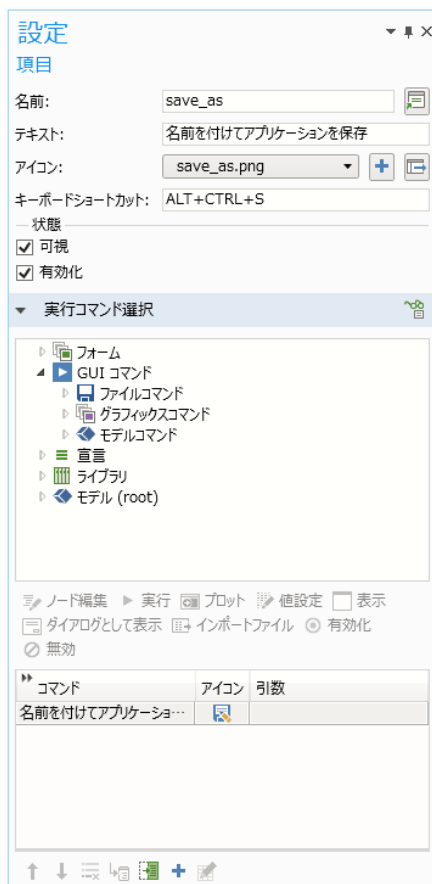 設定
項目
名前: save_as
テキスト: 名前を付けてアプリケーションを保存
アイコン: save_as.png
キーボードショートカット: ALT+CTRL+S
状態
可視
有効化
実行コマンド選択
フォーム
GUI コマンド
ファイルコマンド
グラフィックスコマンド
モデルコマンド
宣言
ライブラリ
モデル (root)
ノード編集 実行 プロット 値設定 表示
ダイアログとして表示 インポートファイル 有効化
無効
コマンド アイコン 引数
名前を付けてアプリケーショ…